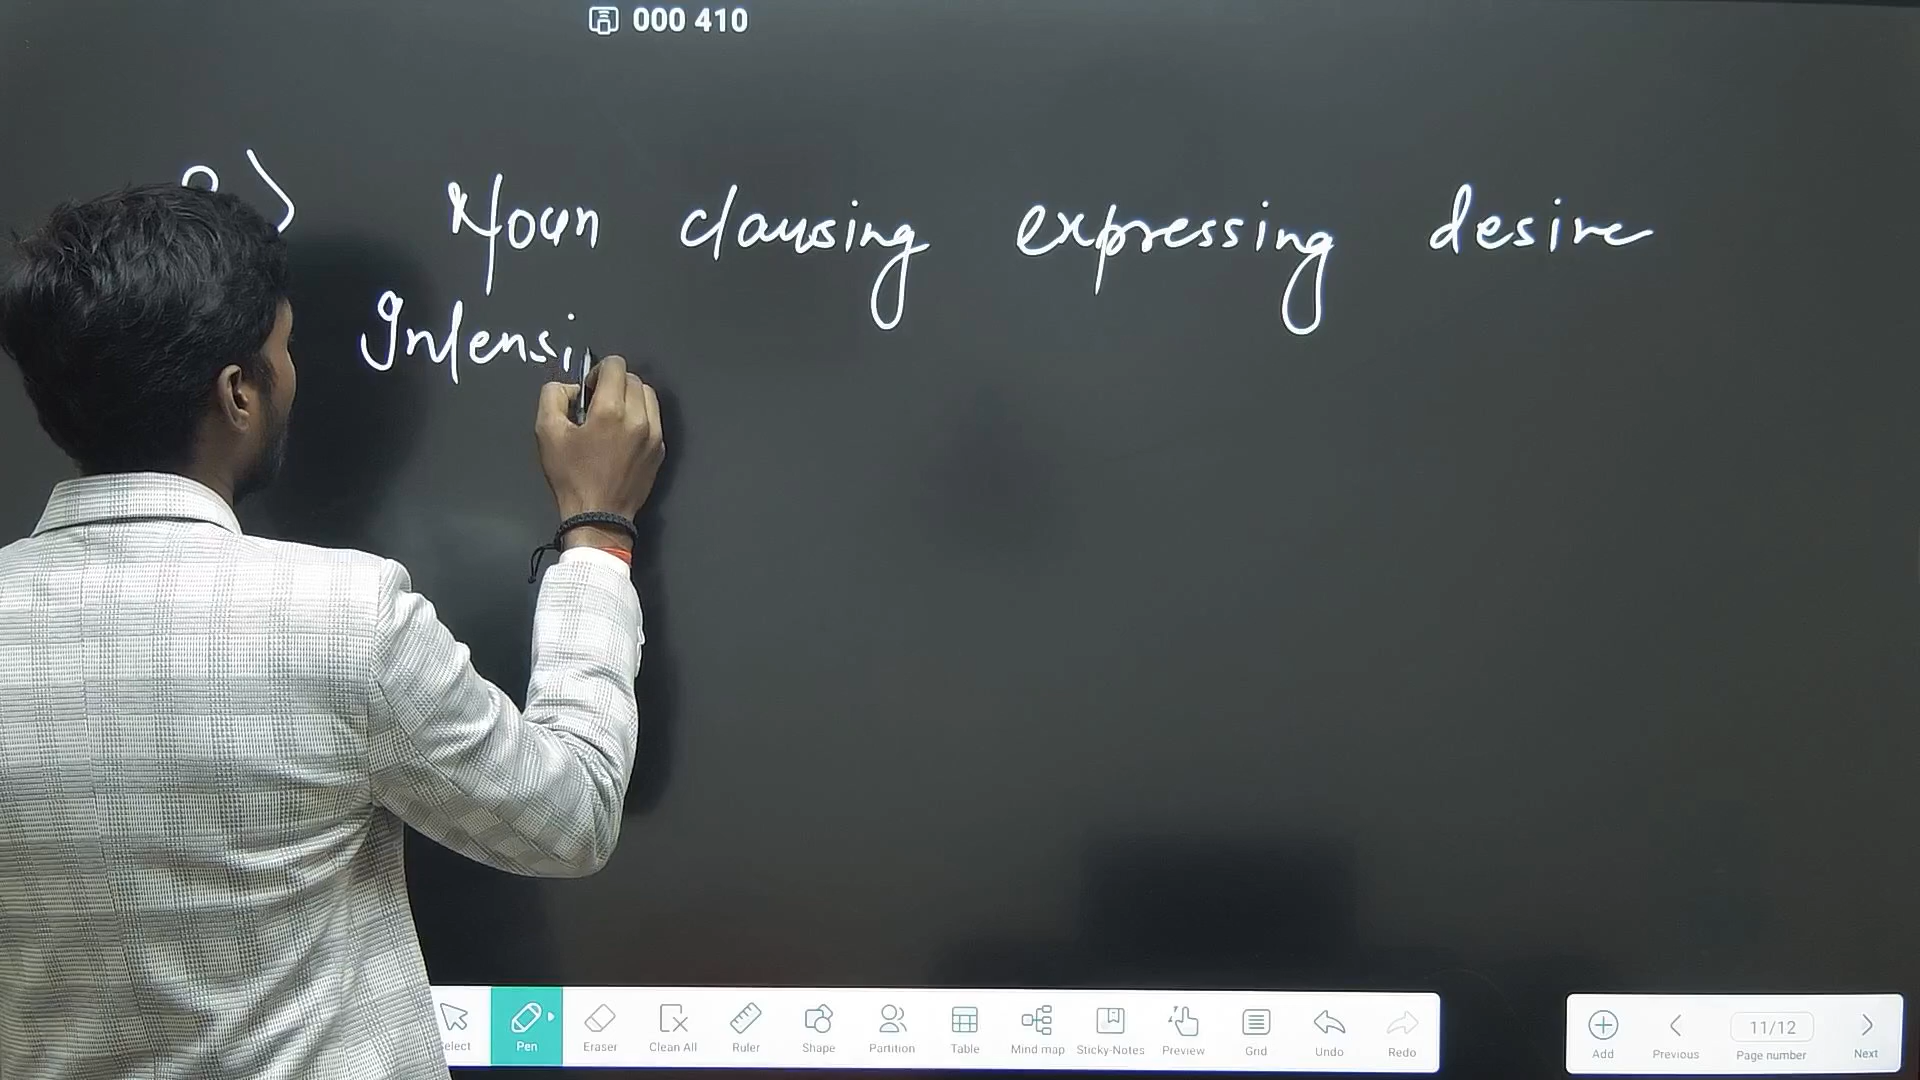 000 410
Noun clausing expressing desire
Intensi
Select Pen Eraser Clean All Ruler Shape Partition Table Mind map Sticky-Notes Preview Grid Undo Redo
Add Previous 11/12 Page number Next